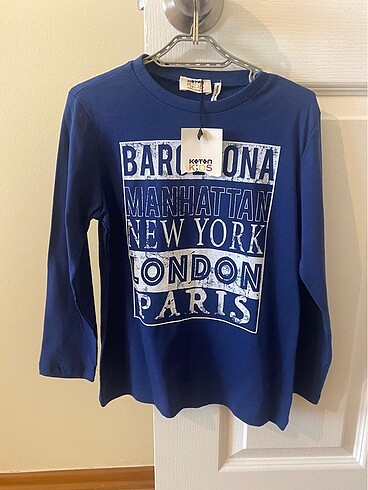 KOTON
KIDS
BARCELONA
MANHATTAN
NEW YORK
LONDON
PARIS